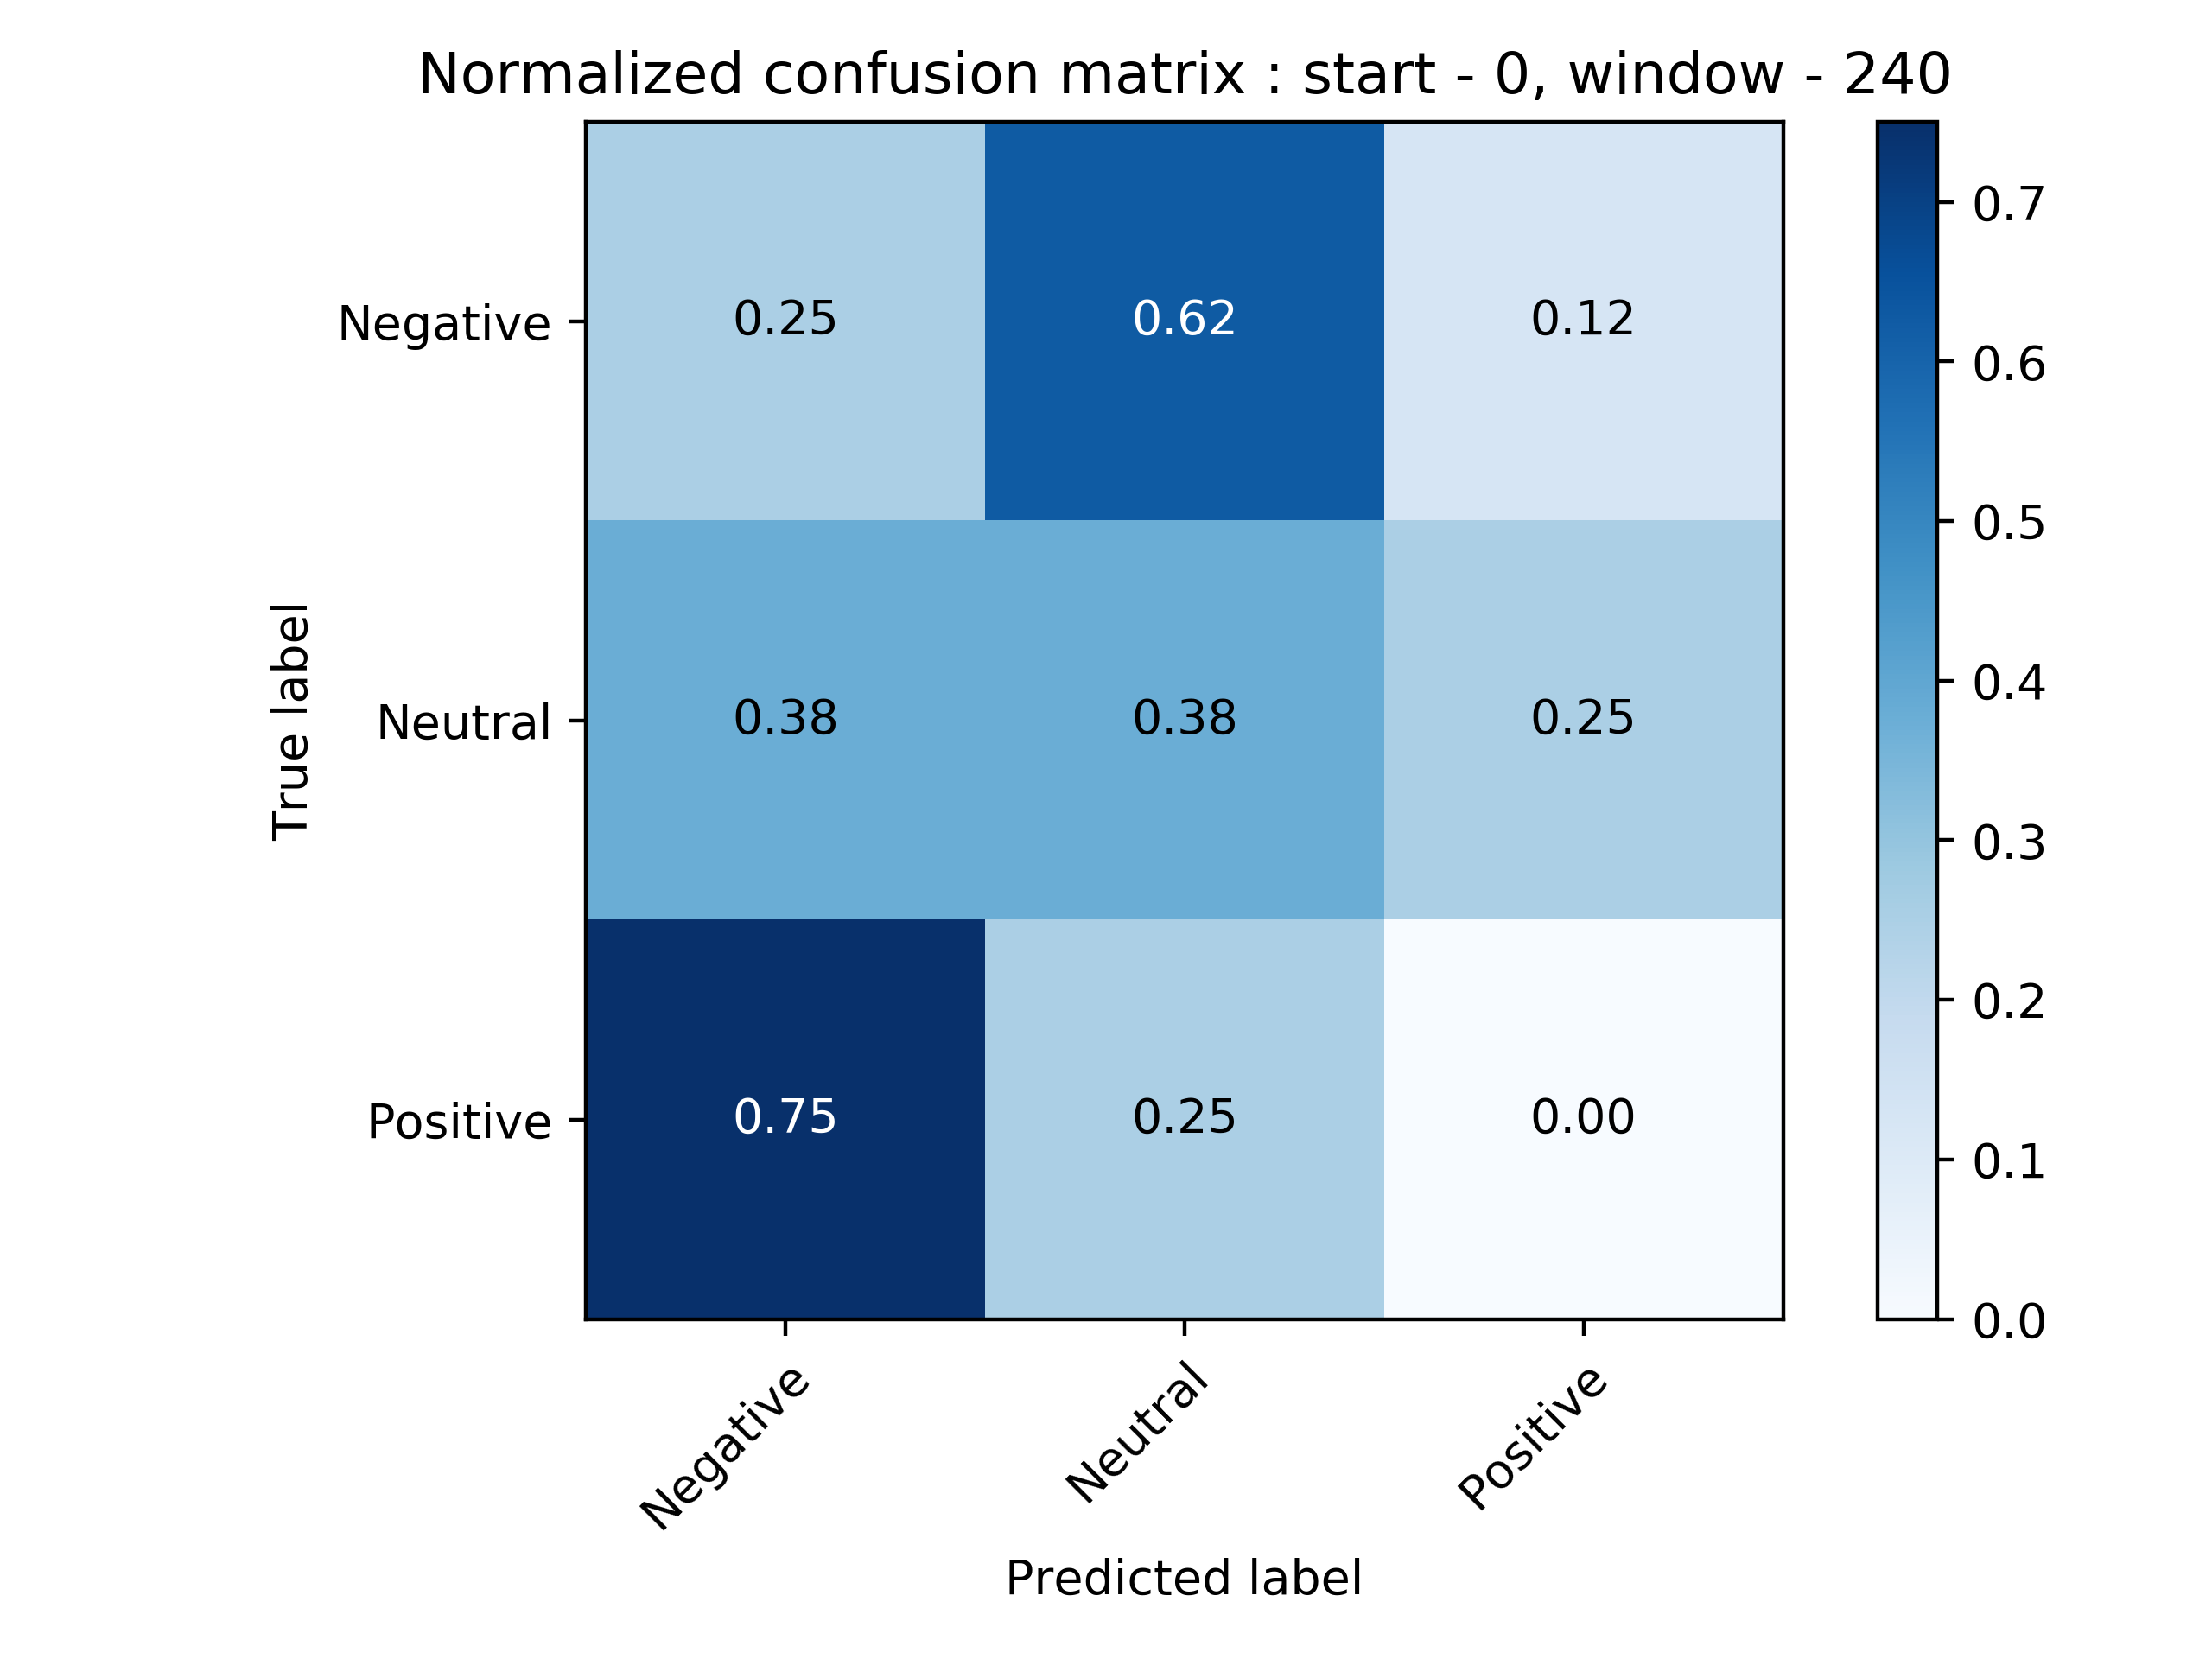 Normalized confusion matrix : start - 0, window - 240
True label
Negative
0.25 0.62 0.12
Neutral
0.38 0.38 0.25
Positive
0.75 0.25 0.00
Negative Neutral Positive
Predicted label
0.7
0.6
0.5
0.4
0.3
0.2
0.1
0.0